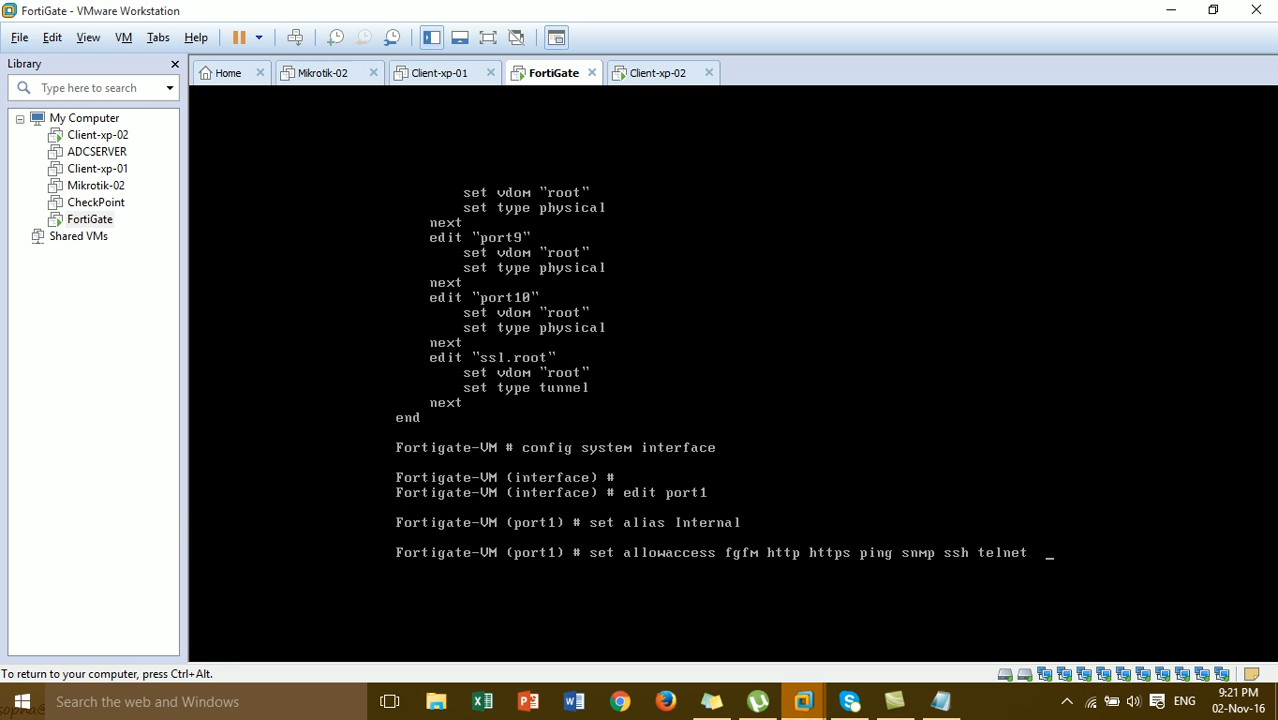 FortiGate - VMware Workstation
File Edit View VM Tabs Help
Library
Type here to search
My Computer
Client-xp-02
ADCSERVER
Client-xp-01
Mikrotik-02
CheckPoint
FortiGate
Shared VMs
Home
Mikrotik-02
Client-xp-01
FortiGate
Client-xp-02
set vdom "root"
set type physical
next
edit "port9"
set vdom "root"
set type physical
next
edit "port10"
set vdom "root"
set type physical
next
edit "ssl.root"
set vdom "root"
set type tunnel
next
end
Fortigate-VM # config system interface
Fortigate-VM (interface) #
Fortigate-VM (interface) # edit port1
Fortigate-VM (port1) # set alias Internal
Fortigate-VM (port1) # set allowaccess fgfm http https ping snmp ssh telnet _
To return to your computer, press Ctrl+Alt.
Search the web and Windows
ENG
9:21 PM
02-Nov-16